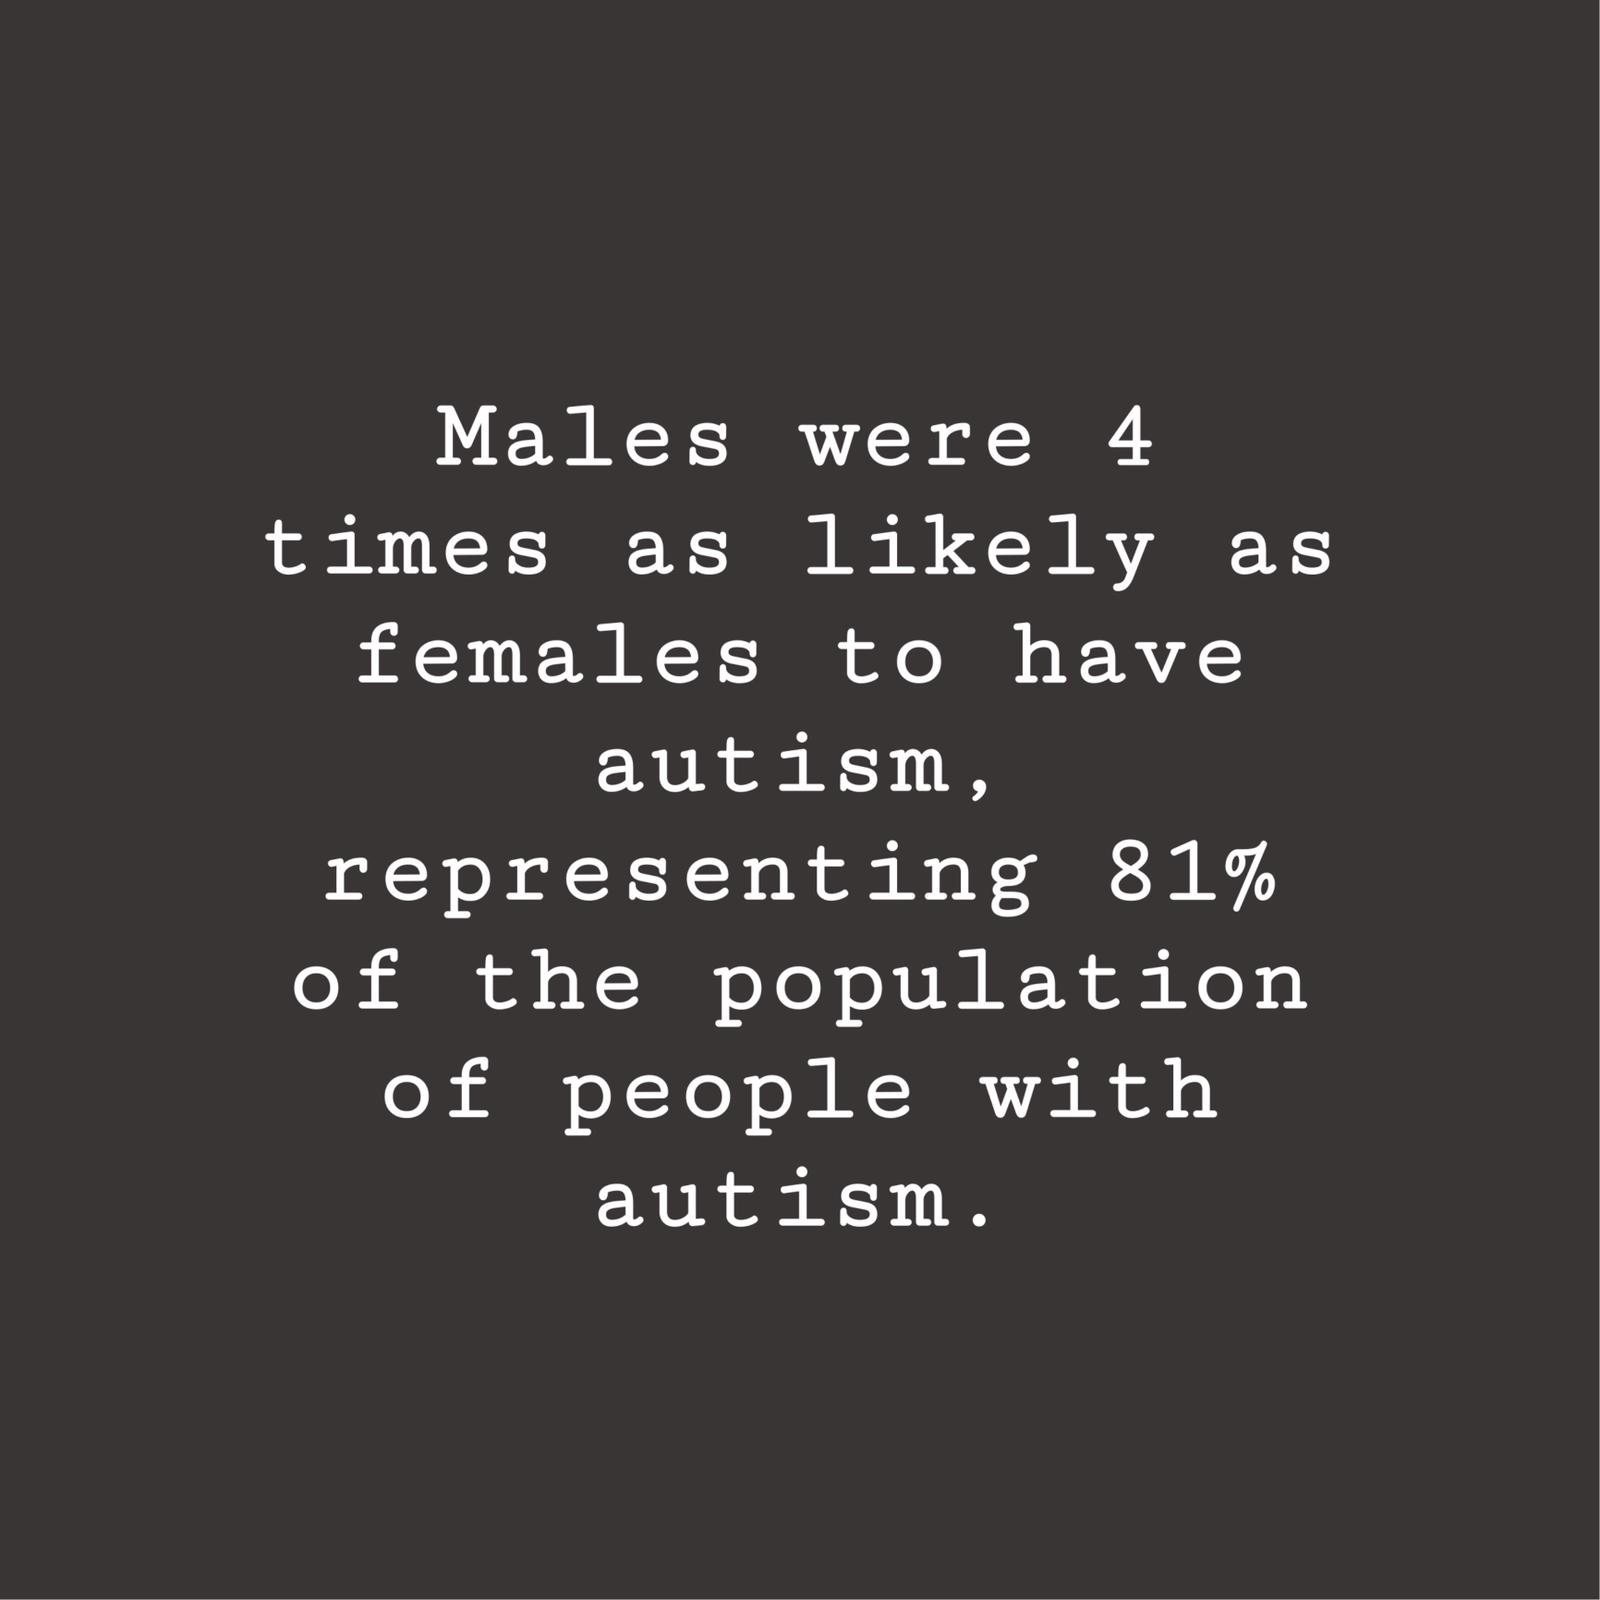 Males were 4
times as likely as
females to have
autism,
representing 81%
of the population
of people with
autism.